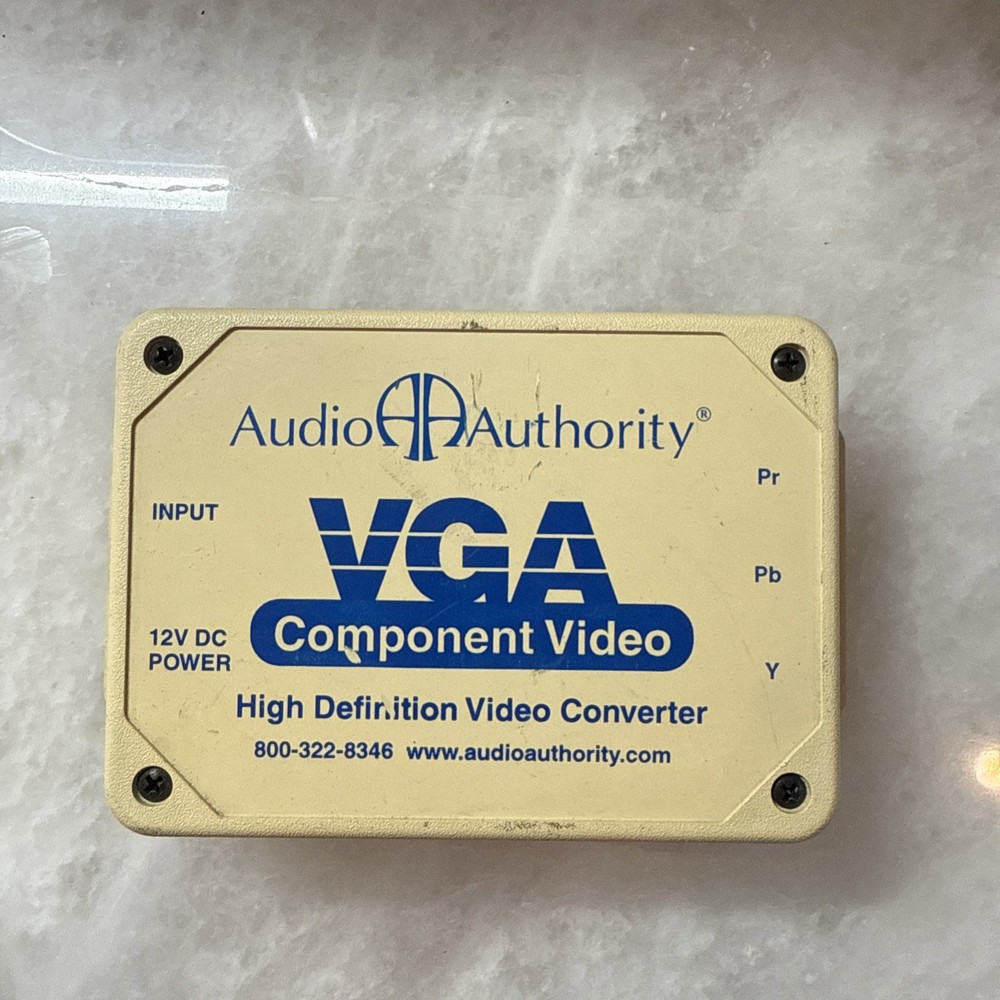 Audio Authority®
INPUT
Pr
VGA
Pb
Component Video
12V DC
POWER
Y
High Definition Video Converter
800-322-8346 www.audioauthority.com